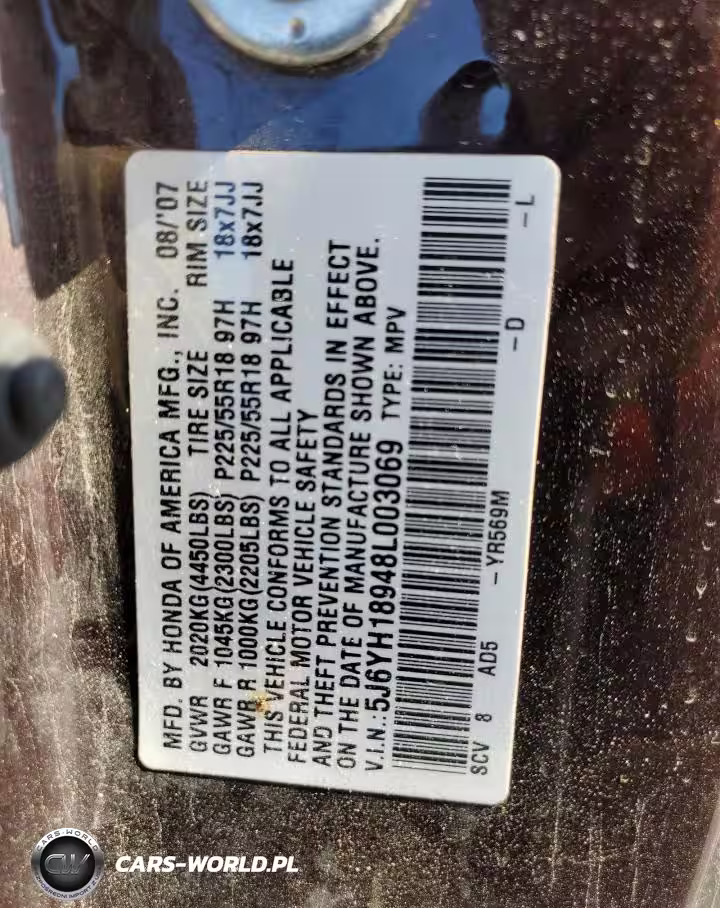 MFD. BY HONDA OF AMERICA MFG., INC. 08/'07
GVWR 2020KG(4450LBS) TIRE SIZE RIM SIZE
GAWR F 1045KG(2300LBS) P225/55R18 97H 18x7JJ
GAWR R 1000KG(2205LBS) P225/55R18 97H 18x7JJ
THIS VEHICLE CONFORMS TO ALL APPLICABLE
FEDERAL MOTOR VEHICLE SAFETY
AND THEFT PREVENTION STANDARDS IN EFFECT
ON THE DATE OF MANUFACTURE SHOWN ABOVE.
V.I.N.:5J6YH18948L003069 TYPE: MPV
SCV 8 AD5 -YR569M -D -L
CARS-WORLD
CW
CARS-WORLD.PL